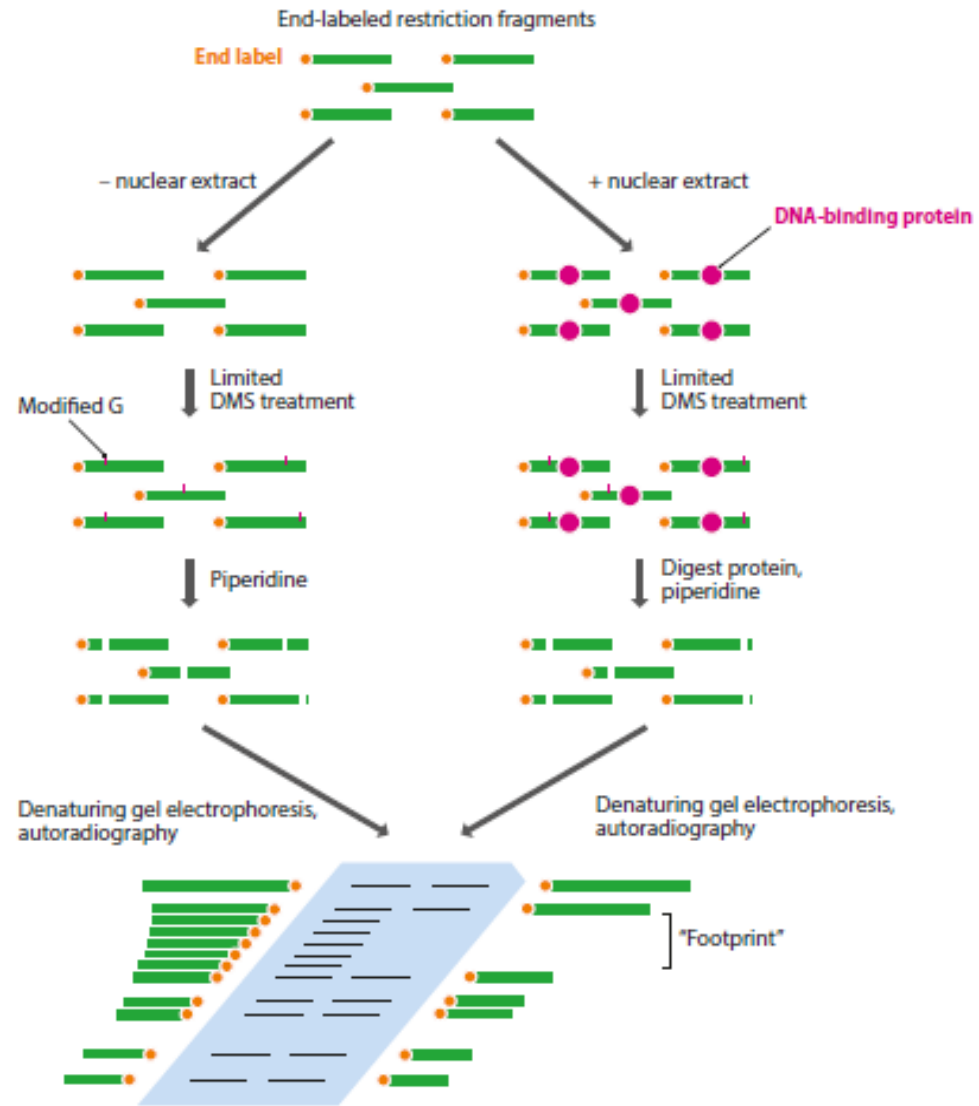 End-labeled restriction fragments
End label
– nuclear extract
+ nuclear extract
DNA-binding protein
Limited
DMS treatment
Limited
DMS treatment
Modified G
Piperidine
Digest protein,
piperidine
Denaturing gel electrophoresis,
autoradiography
Denaturing gel electrophoresis,
autoradiography
"Footprint"